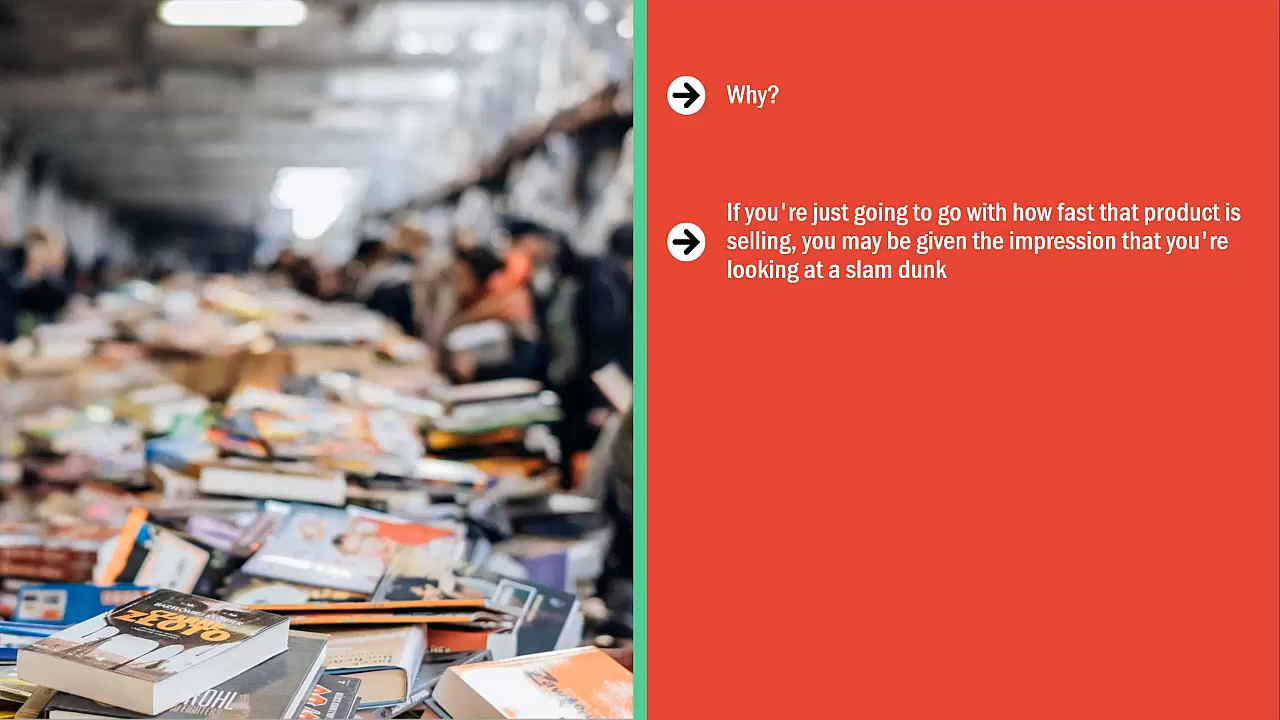 Why?
If you're just going to go with how fast that product is
selling, you may be given the impression that you're
looking at a slam dunk
ZŁOTO